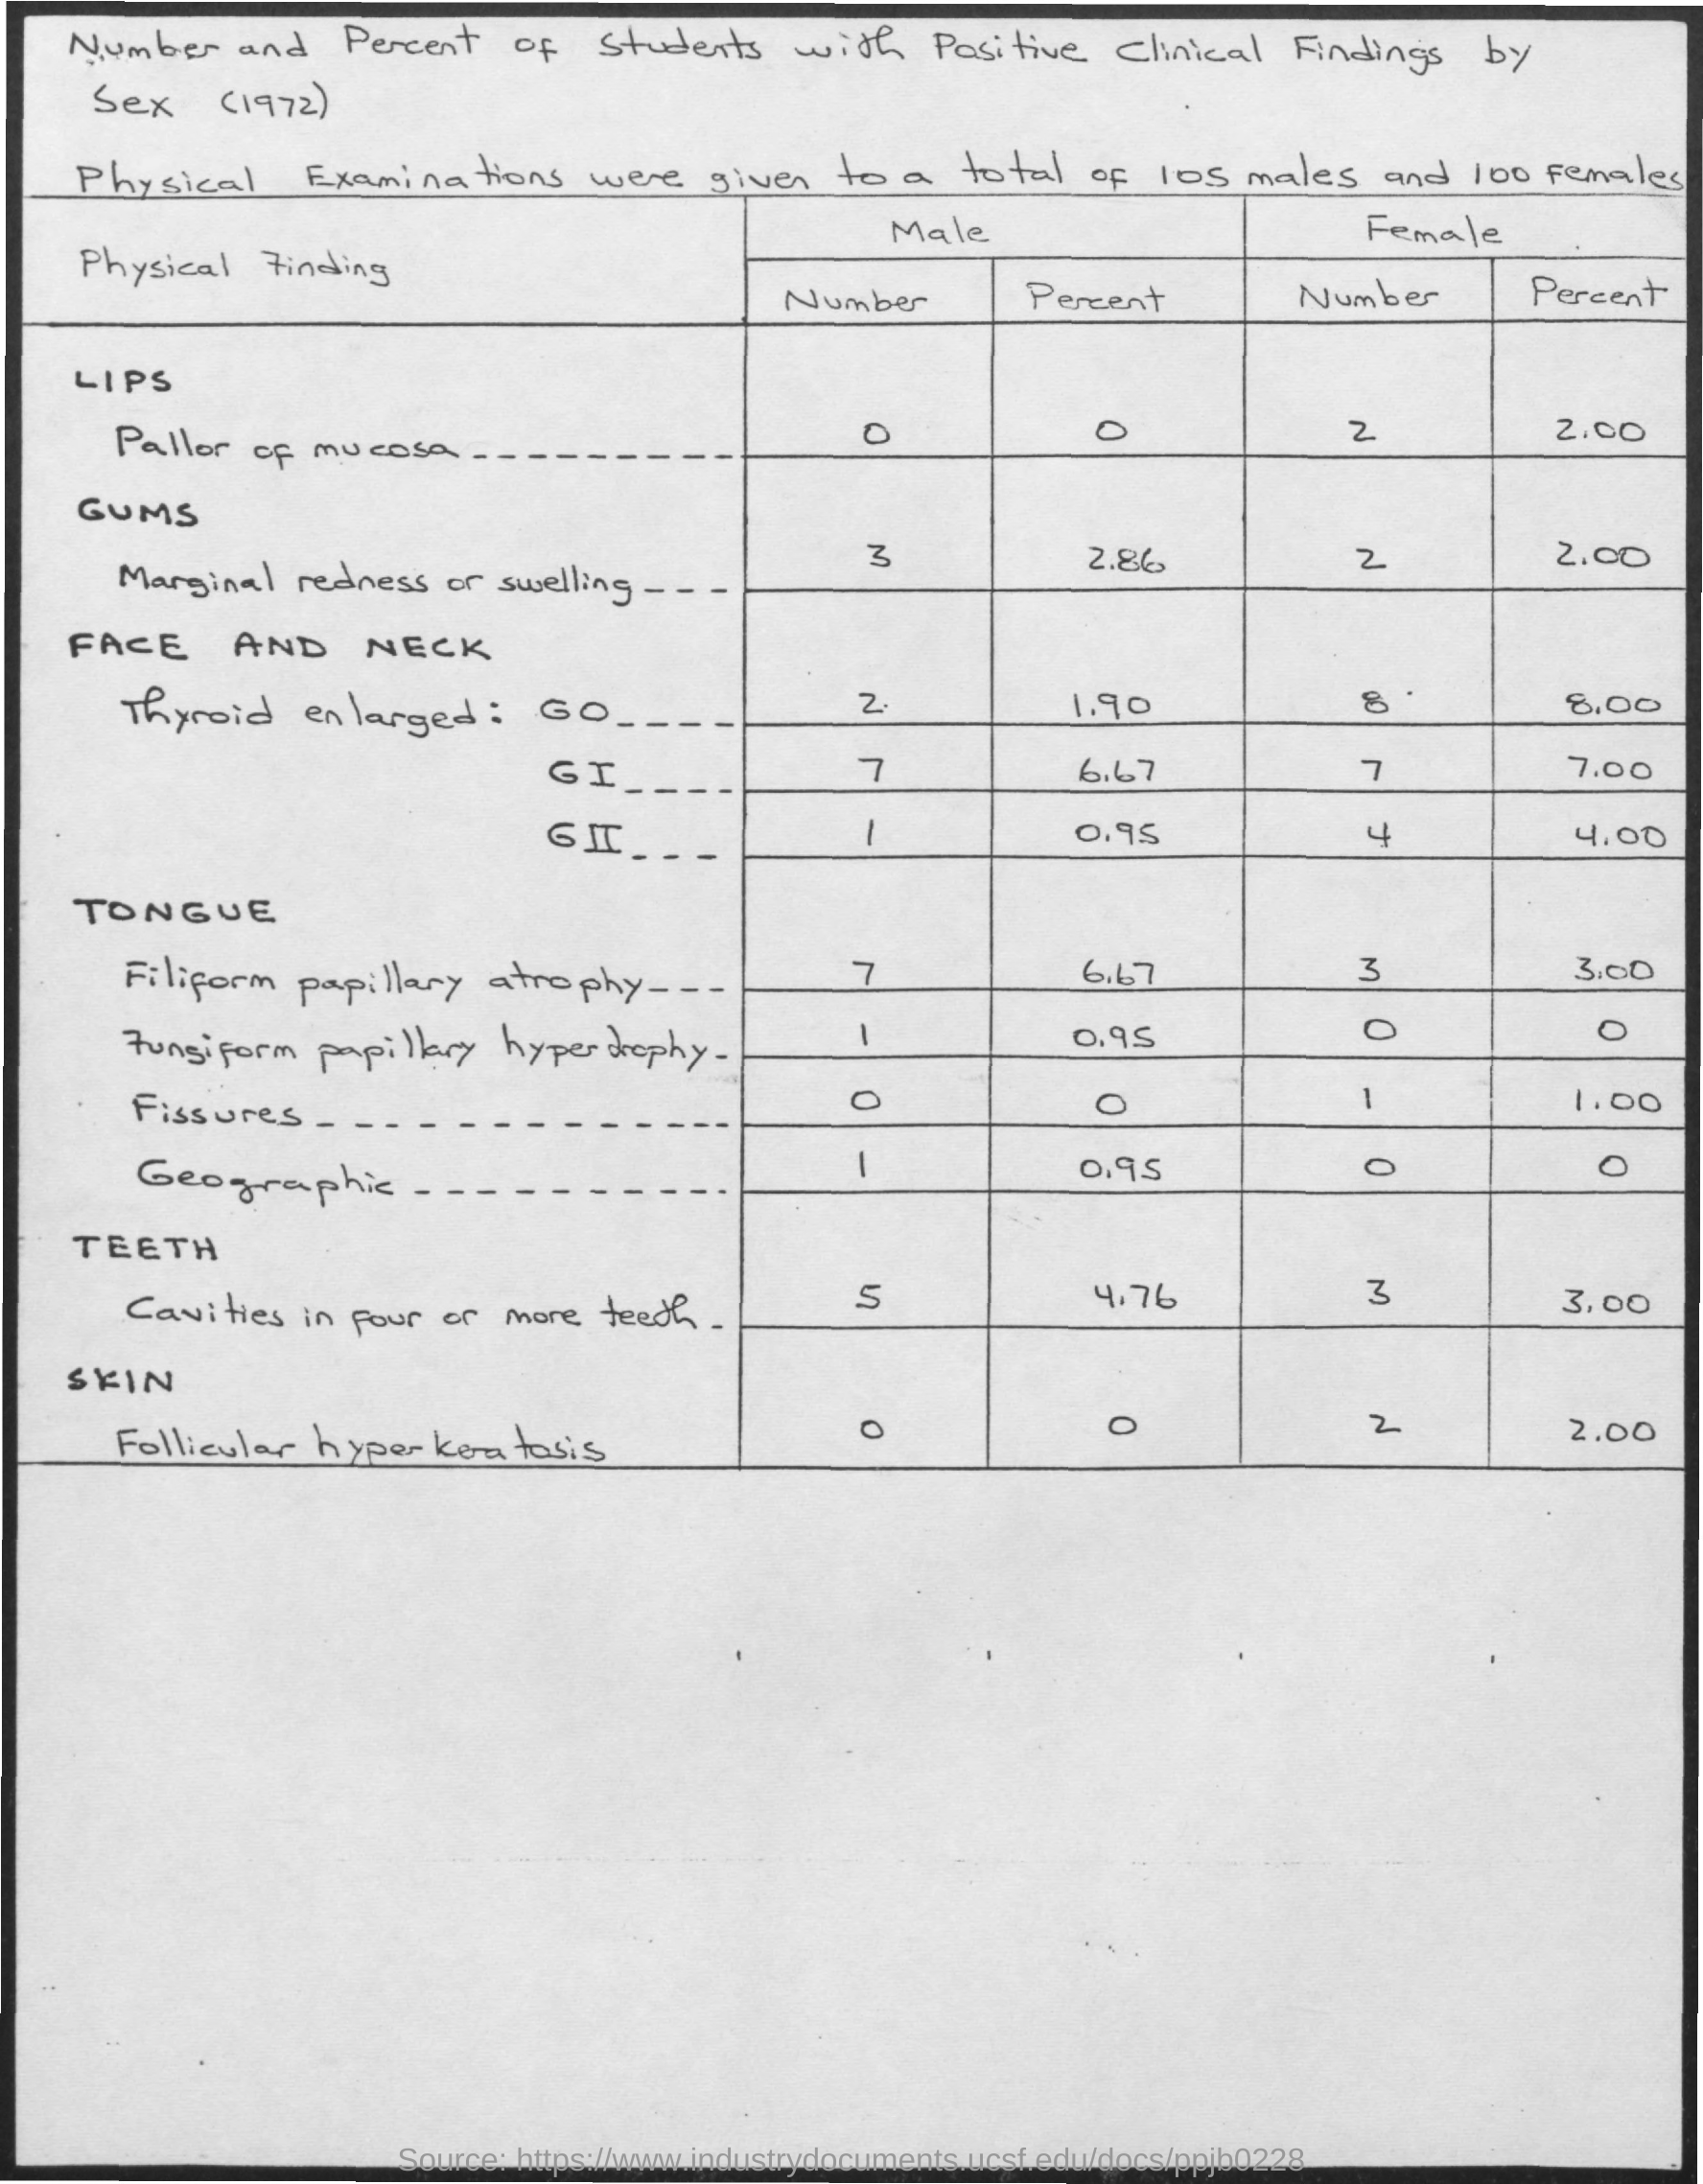 Number and Percent of Students with Positive Clinical Findings by
Sex (1972)
Physical Examinations were given to a total of 105 males and 100 Females
Physical Finding Male Female
Number Percent Number Percent
LIPS
Pallor of mucosa 0 0 2 2.00
GUMS
Marginal redness or swelling 3 2.86 2 2.00
FACE AND NECK
Thyroid enlarged: GO 2 1.90 8 8.00
GI 7 6.67 7 7.00
GII 1 0.95 4 4.00
TONGUE
Filiform papillary atrophy 7 6.67 3 3.00
Fungiform papillary hyperdrophy 1 0.95 0 0
Fissures 0 0 1 1.00
Geographic 1 0.95 0 0
TEETH
Cavities in four or more teeth 5 4.76 3 3.00
SKIN
Follicular hyperkeratosis 0 0 2 2.00
Source: https://www.industrydocuments.ucsf.edu/docs/ppjb0228